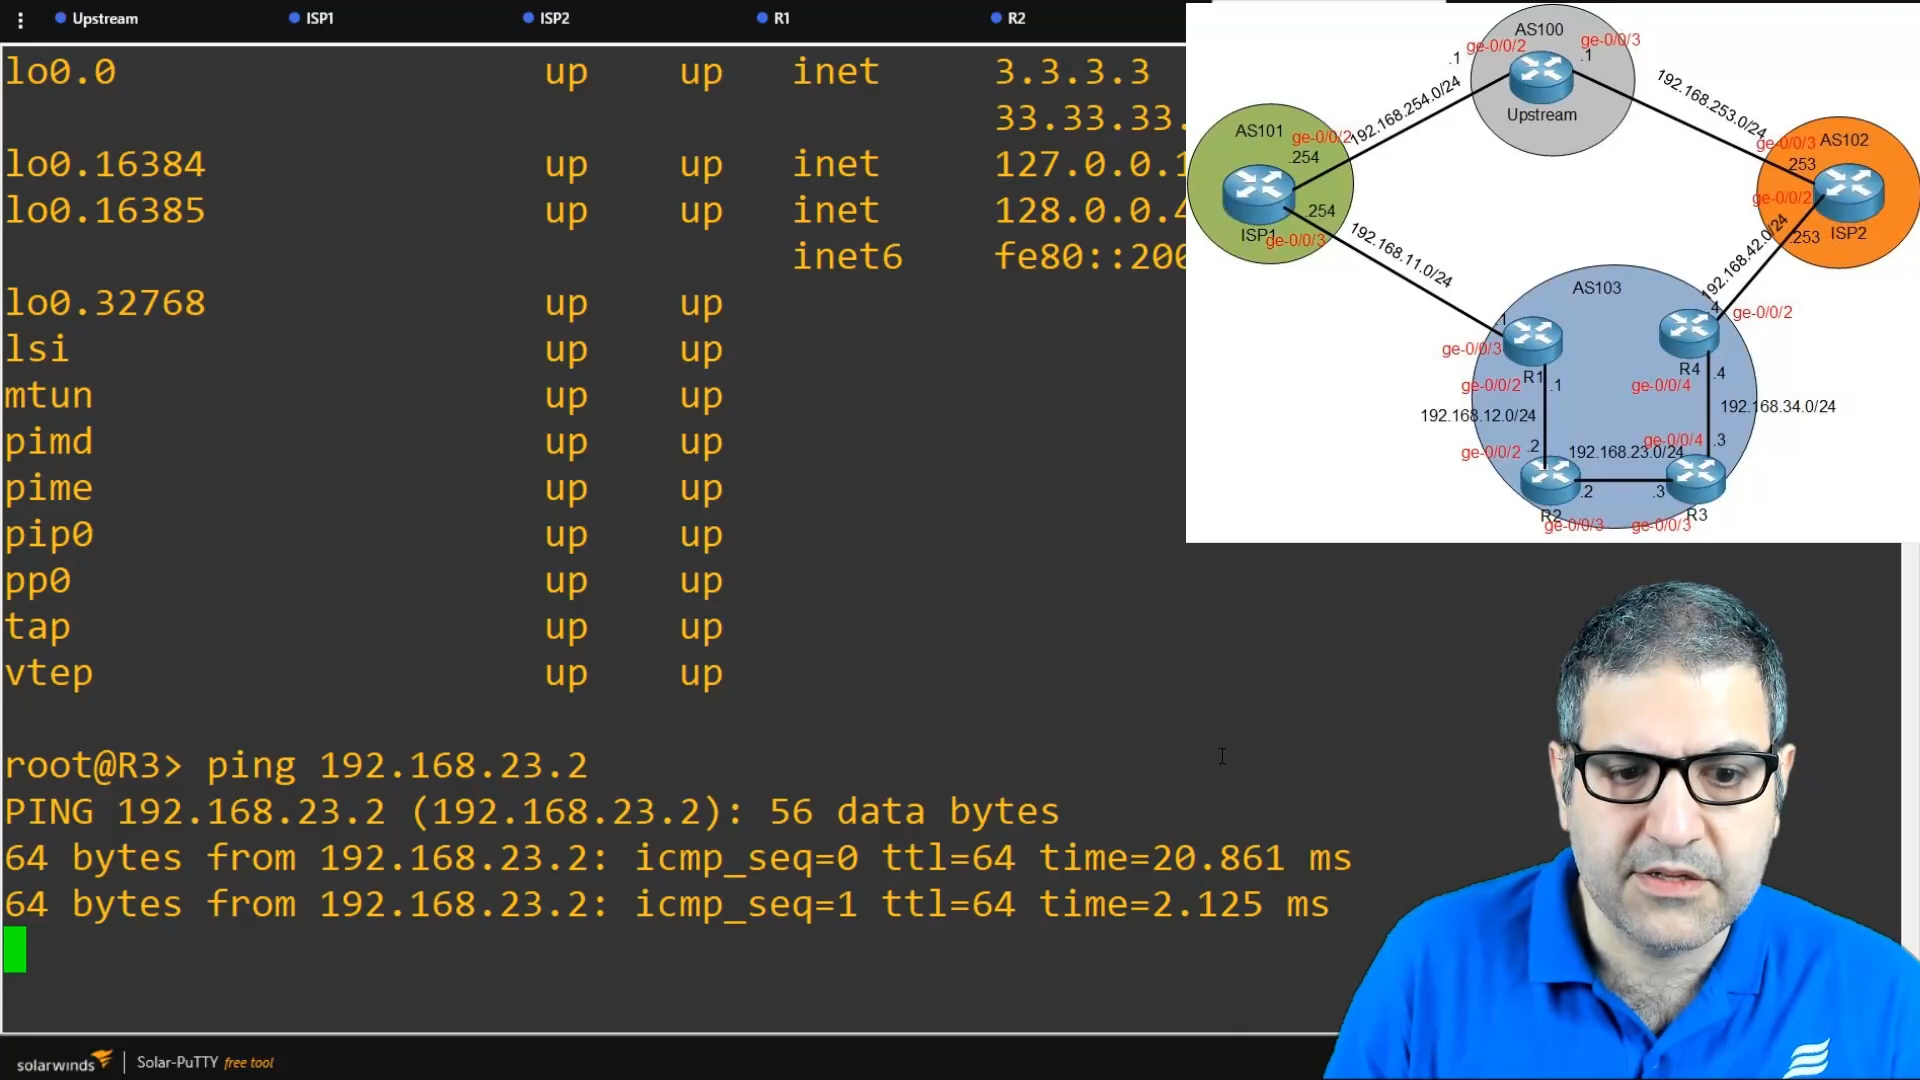 Upstream ISP1 ISP2 R1 R2
lo0.0 up up inet 3.3.3.3
33.33.33.
lo0.16384 up up inet 127.0.0.1
lo0.16385 up up inet 128.0.0.4
inet6 fe80::200
lo0.32768 up up
lsi up up
mtun up up
pimd up up
pime up up
pip0 up up
pp0 up up
tap up up
vtep up up
root@R3> ping 192.168.23.2
PING 192.168.23.2 (192.168.23.2): 56 data bytes
64 bytes from 192.168.23.2: icmp_seq=0 ttl=64 time=20.861 ms
64 bytes from 192.168.23.2: icmp_seq=1 ttl=64 time=2.125 ms
solarwinds | Solar-PuTTY free tool
AS100
ge-0/0/2 ge-0/0/3
.1 .1
Upstream
192.168.254.0/24
192.168.253.0/24
AS101
ge-0/0/2
.254
.254
ISP1
ge-0/0/3
192.168.11.0/24
AS102
ge-0/0/3
.253
ge-0/0/2
.253
ISP2
192.168.42.0/24
AS103
.1
ge-0/0/3
R1
ge-0/0/2
.1
192.168.12.0/24
.2
ge-0/0/2
R2
ge-0/0/3
.2
192.168.23.0/24
.3
ge-0/0/3
R3
ge-0/0/4
.3
192.168.34.0/24
.4
ge-0/0/4
R4
.4
ge-0/0/2